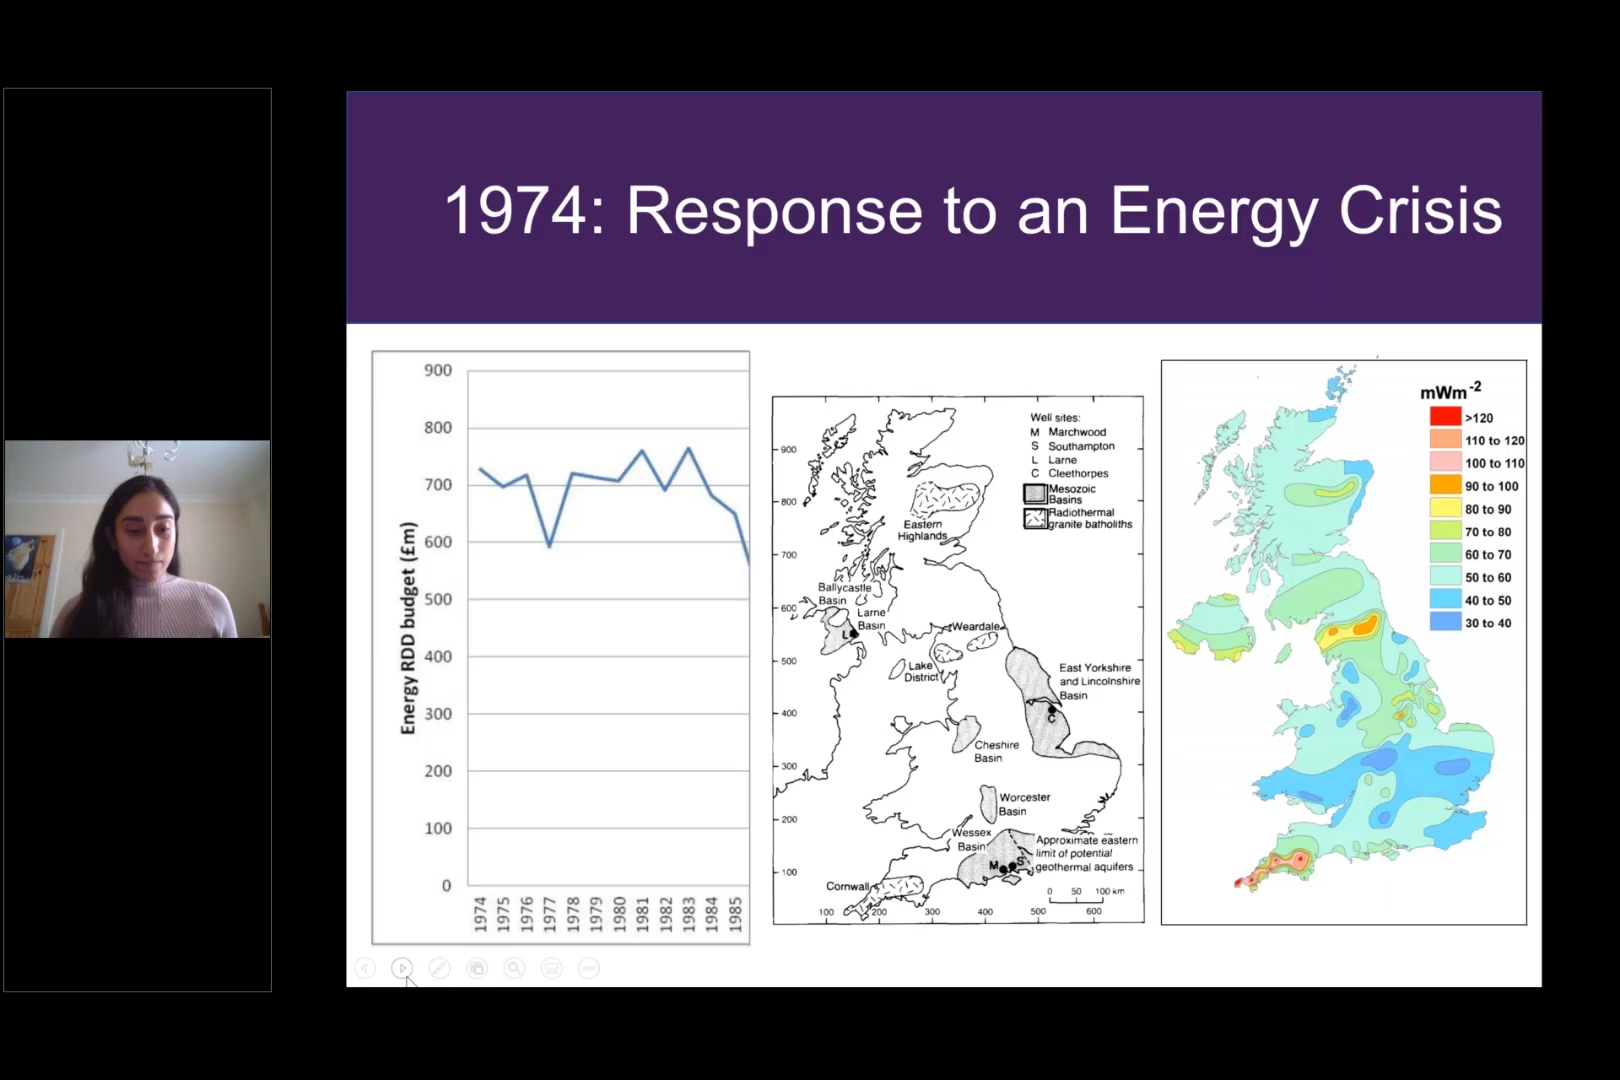 1974: Response to an Energy Crisis
Energy RDD budget (£m)
900
800
700
600
500
400
300
200
100
0
1974
1975
1976
1977
1978
1979
1980
1981
1982
1983
1984
1985
Well sites:
M Marchwood
S Southampton
L Larne
C Cleethorpes
Mesozoic
Basins
Radiothermal
granite batholiths
900
800
700
600
500
400
300
200
100
Eastern
Highlands
Ballycastle
Basin
Larne
Basin
L
Weardale
Lake
District
East Yorkshire
and Lincolnshire
Basin
C
Cheshire
Basin
Worcester
Basin
Wessex
Basin
Approximate eastern
limit of potential
geothermal aquifers
M
S
Cornwall
0 50 100 km
100 200 300 400 500 600
mWm-2
>120
110 to 120
100 to 110
90 to 100
80 to 90
70 to 80
60 to 70
50 to 60
40 to 50
30 to 40